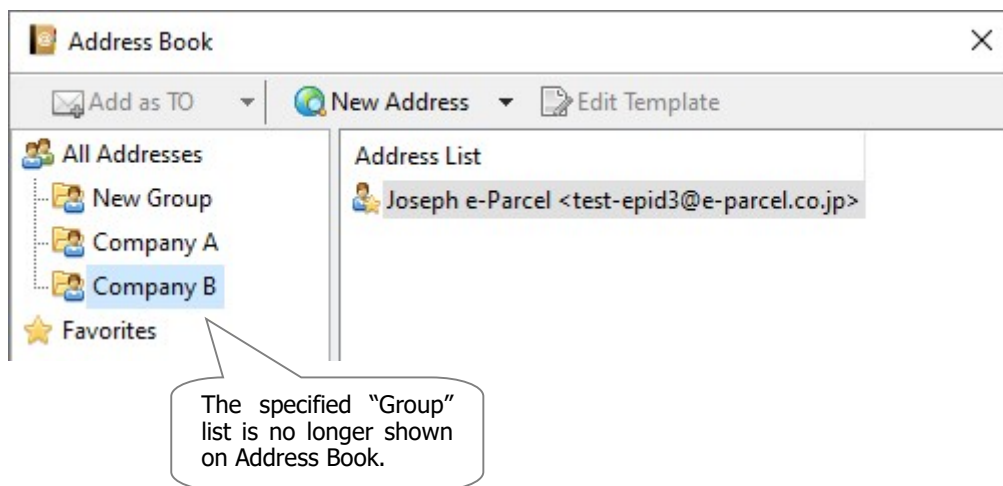 Address Book
Add as TO
New Address
Edit Template
All Addresses
New Group
Company A
Company B
Favorites
Address List
Joseph e-Parcel <test-epid3@e-parcel.co.jp>
The specified “Group”
list is no longer shown
on Address Book.